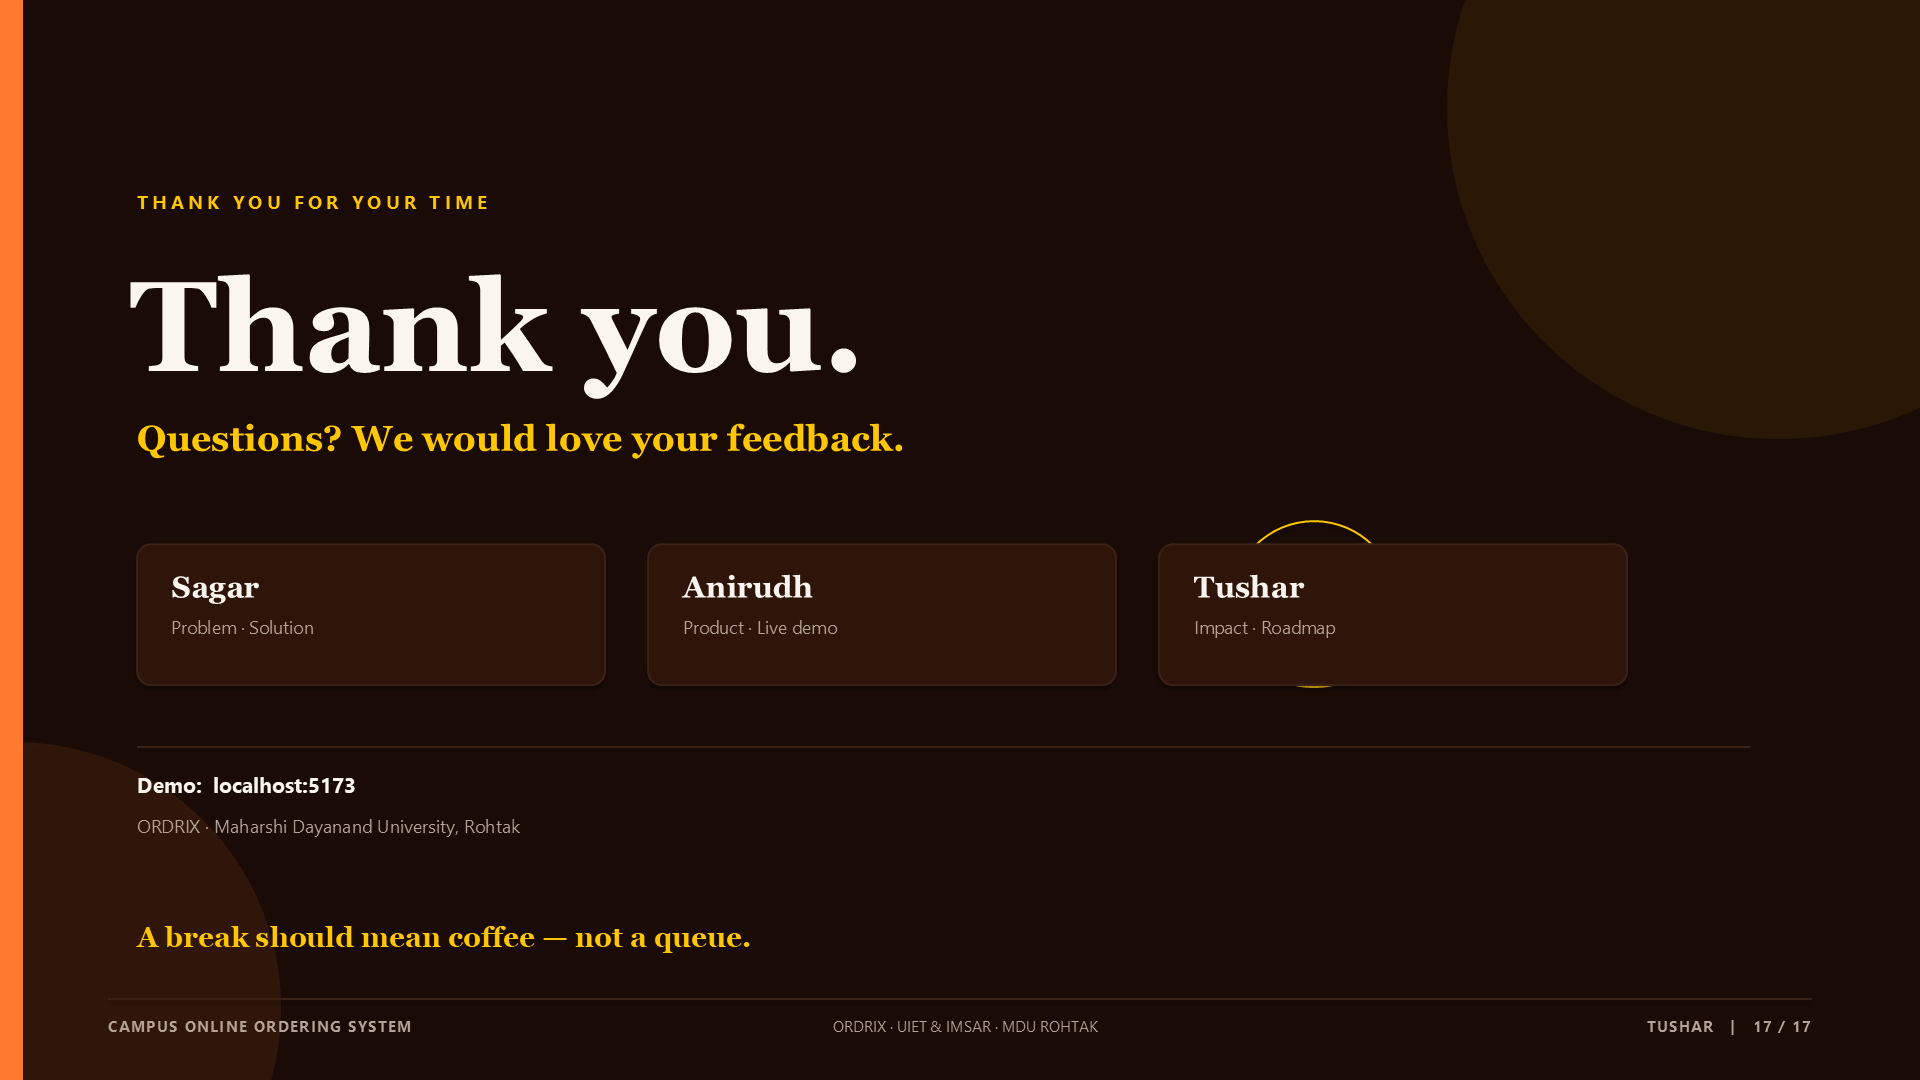 THANK YOU FOR YOUR TIME
Thank you.
Questions? We would love your feedback.
Sagar
Problem · Solution
Anirudh
Product · Live demo
Tushar
Impact · Roadmap
Demo:  localhost:5173
ORDRIX · Maharshi Dayanand University, Rohtak
A break should mean coffee — not a queue.
CAMPUS ONLINE ORDERING SYSTEM
ORDRIX · UIET & IMSAR · MDU ROHTAK
TUSHAR  |  17 / 17